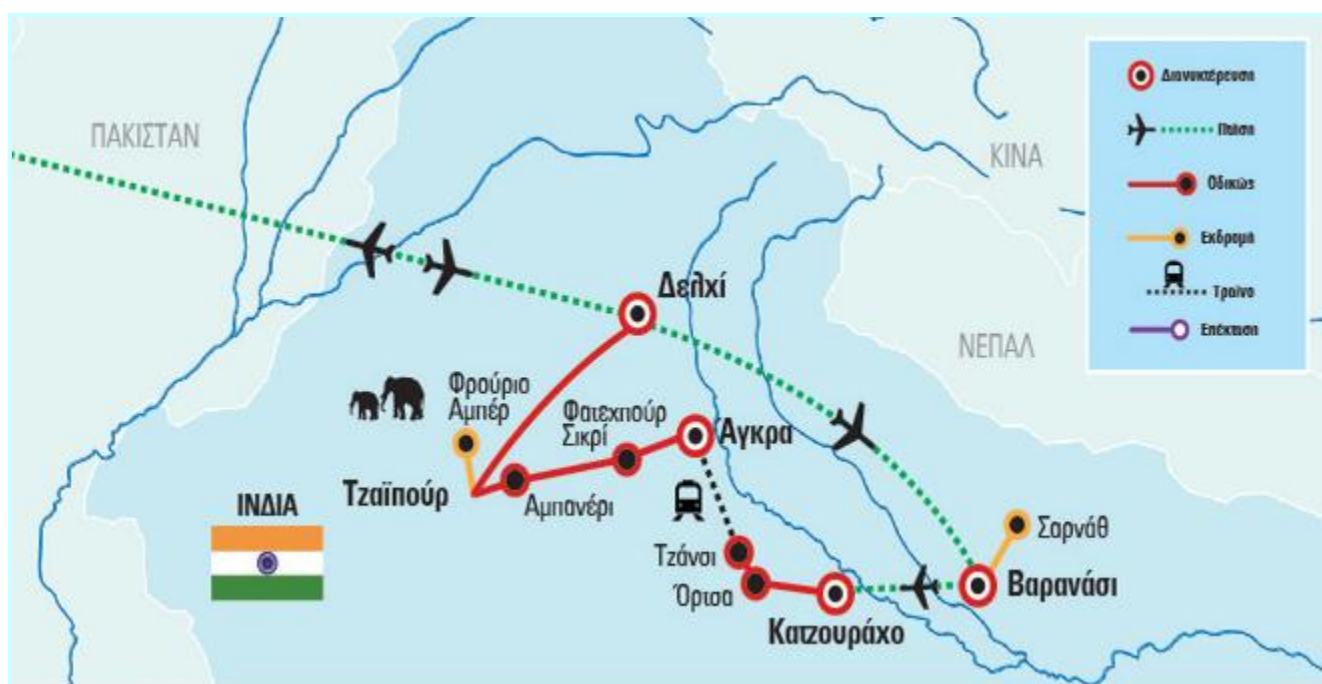 ΠΑΚΙΣΤΑΝ
ΚΙΝΑ
ΝΕΠΑΛ
Διανυκτέρευση
Πτήση
Οδικώς
Εκδρομή
Τραίνο
Επέκταση
Δελχί
Φρούριο
Αμπέρ
Φατεχπούρ
Σικρί
Άγκρα
Τζαϊπούρ
Αμπανέρι
ΙΝΔΙΑ
Τζάνσι
Όρτσα
Κατζουράχο
Σαρνάθ
Βαρανάσι